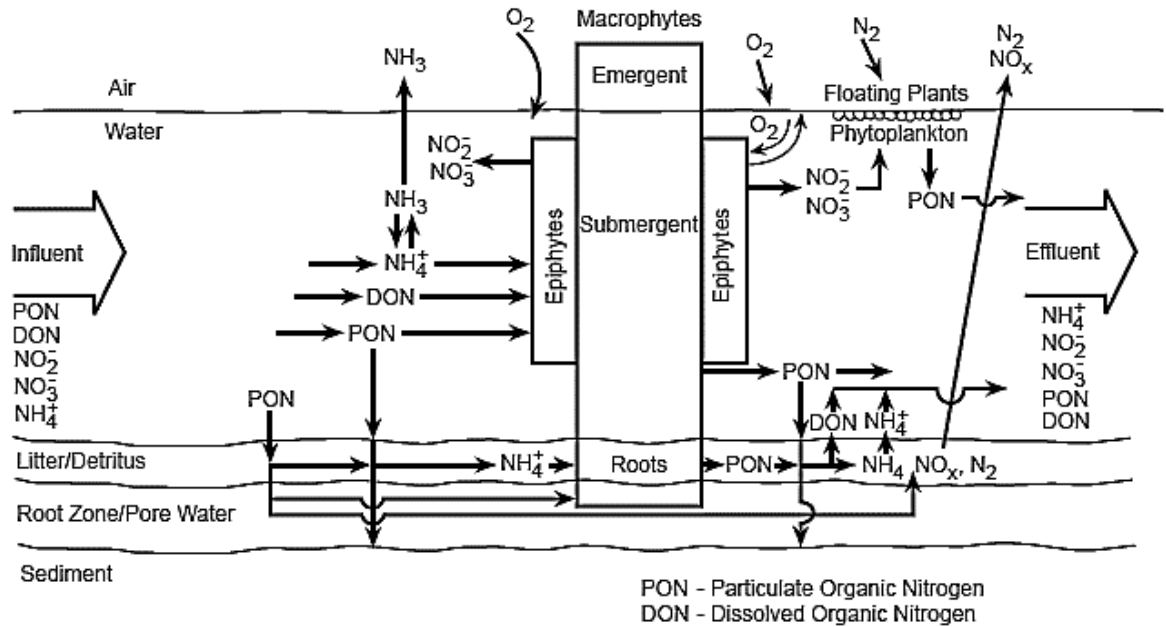 Macrophytes
O₂
NH₃
Emergent
O₂
N₂
N₂
NOₓ
Air
Floating Plants
Water
O₂
Phytoplankton
NO₂⁻
NO₃⁻
NH₃
NO₂⁻
NO₃⁻
PON
Influent
Epiphytes
Submergent
Epiphytes
Effluent
NH₄⁺
DON
PON
PON
DON
NO₂⁻
NO₃⁻
NH₄⁺
NH₄⁺
NO₂⁻
NO₃⁻
PON
DON
PON
PON
DON
NH₄⁺
Litter/Detritus
NH₄⁺
Roots
PON
NH₄
NOₓ, N₂
Root Zone/Pore Water
Sediment
PON - Particulate Organic Nitrogen
DON - Dissolved Organic Nitrogen